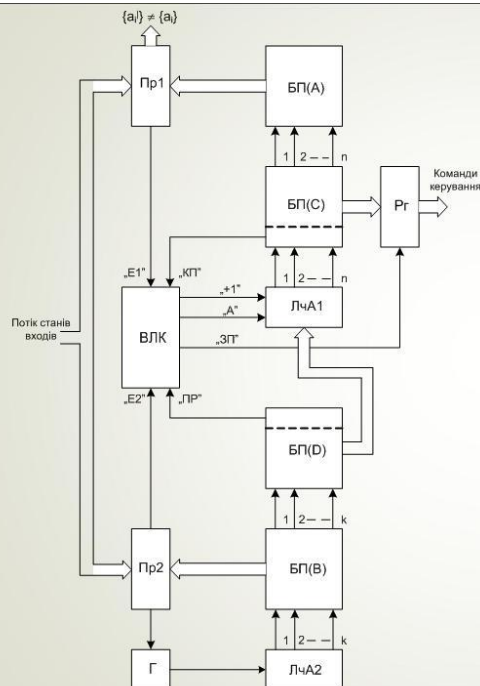 {aᵢʲ} ≠ {aᵢ}
Пр1
БП(А)
1 2 – – n
БП(С)
Рг
Команди
керування
„Е1"
„КП"
1 2 – – n
„+1"
ЛчА1
„А"
Потік станів
входів
ВЛК
„ЗП"
„Е2"
„ПР"
БП(D)
1 2 – – k
Пр2
БП(В)
1 2 – – k
Г
ЛчА2